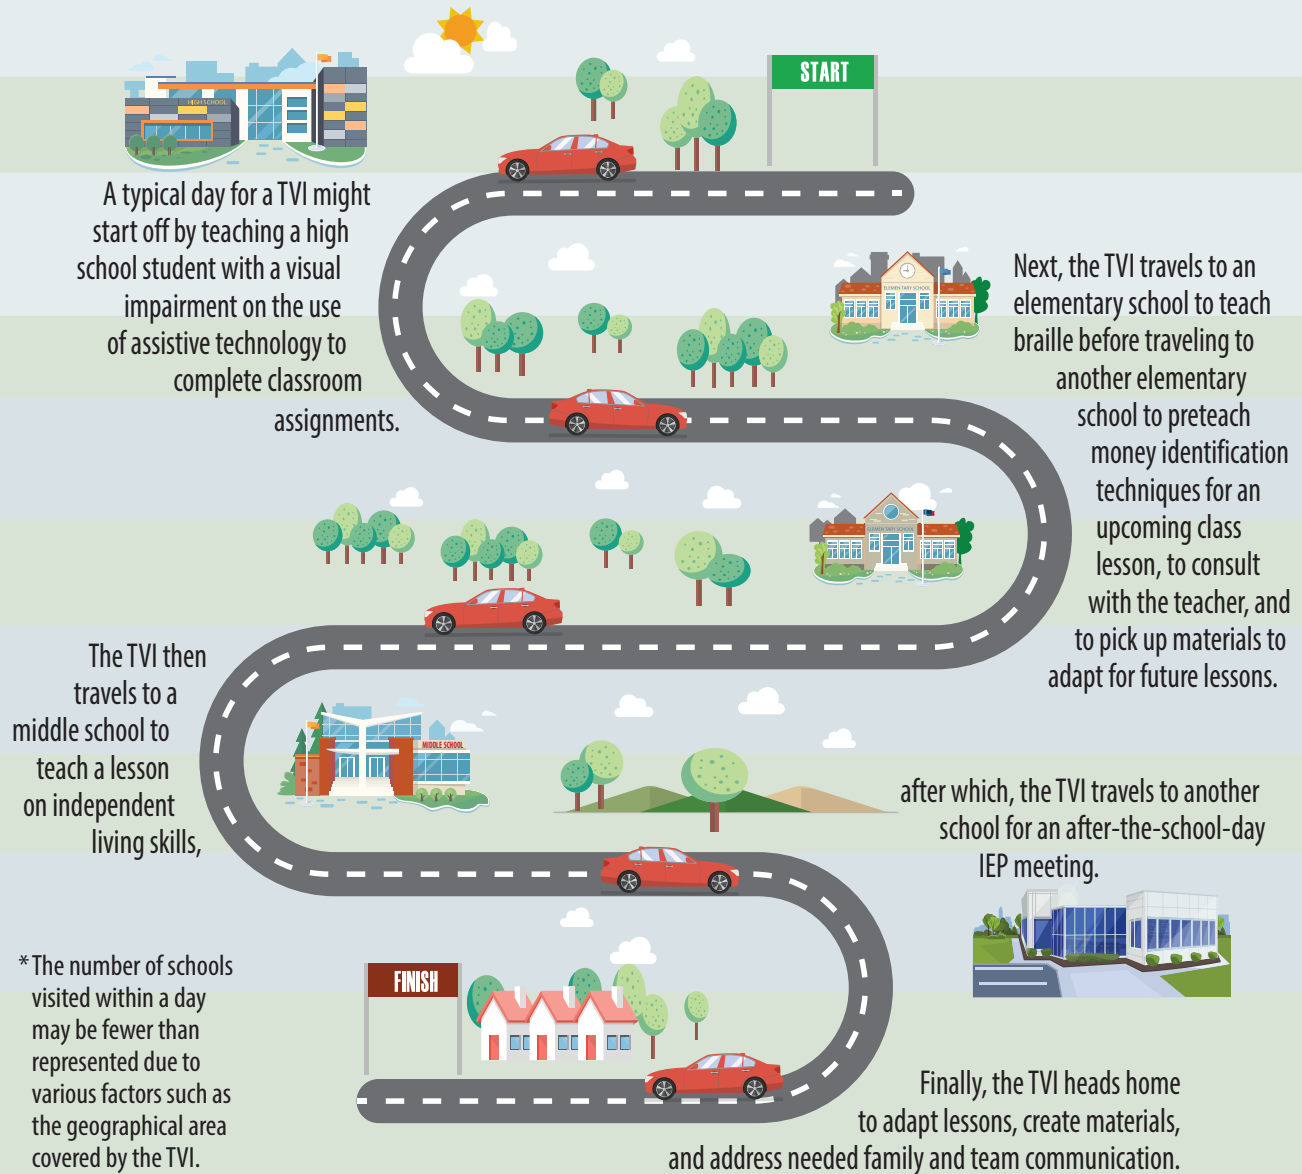 START
HIGH SCHOOL
A typical day for a TVI might
start off by teaching a high
school student with a visual
impairment on the use
of assistive technology to
complete classroom
assignments.
ELEMENTARY SCHOOL
Next, the TVI travels to an
elementary school to teach
braille before traveling to
another elementary
school to preteach
money identification
techniques for an
upcoming class
lesson, to consult
with the teacher, and
to pick up materials to
adapt for future lessons.
ELEMENTARY SCHOOL
The TVI then
travels to a
middle school to
teach a lesson
on independent
living skills,
MIDDLE SCHOOL
after which, the TVI travels to another
school for an after-the-school-day
IEP meeting.
FINISH
Finally, the TVI heads home
to adapt lessons, create materials,
and address needed family and team communication.
* The number of schools
visited within a day
may be fewer than
represented due to
various factors such as
the geographical area
covered by the TVI.